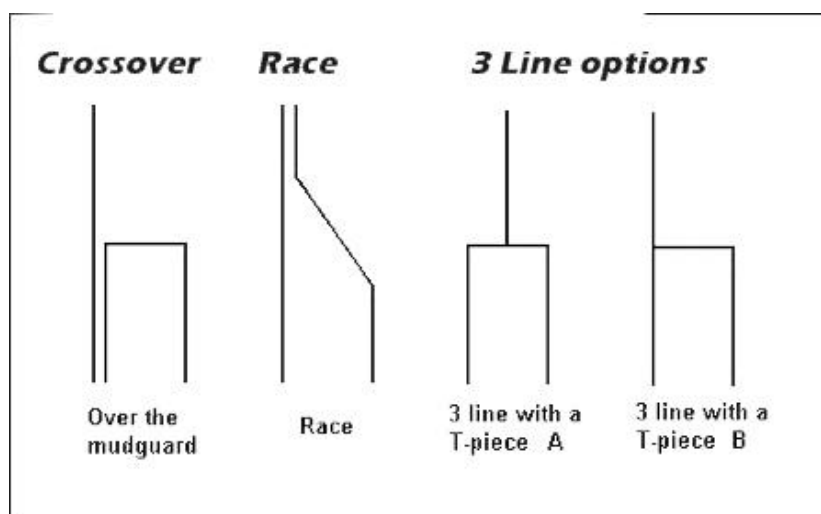 Crossover
Race
3 Line options
Over the
mudguard
Race
3 line with a
T-piece A
3 line with a
T-piece B